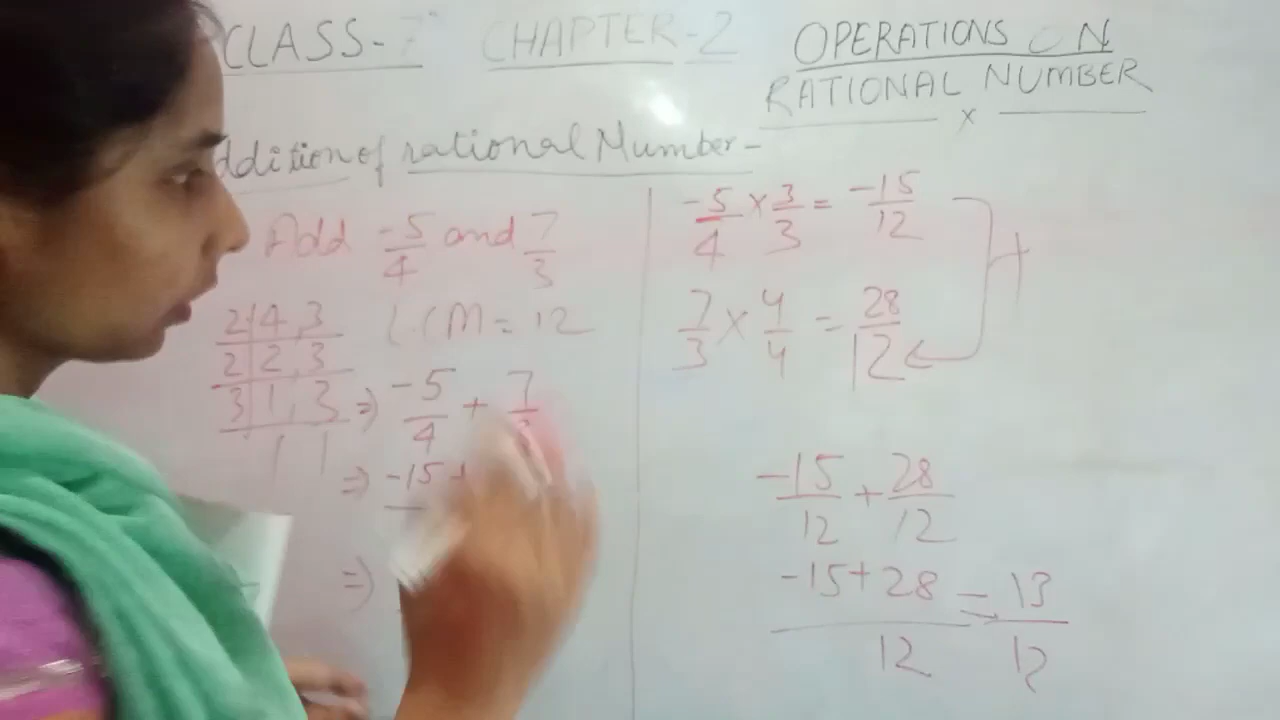 CLASS-7 CHAPTER-2 OPERATIONS ON
RATIONAL NUMBER
x
ddition of rational Number-
Add -5/4 and 7/3
2 | 4, 3 LCM = 12
2 | 2, 3
3 | 1, 3
1 1
=> -5/4 + 7
=> -15+
=>
-5/4 x 3/3 = -15/12
+
7/3 x 4/4 = 28/12
-15/12 + 28/12
-15+28/12 = 13/12